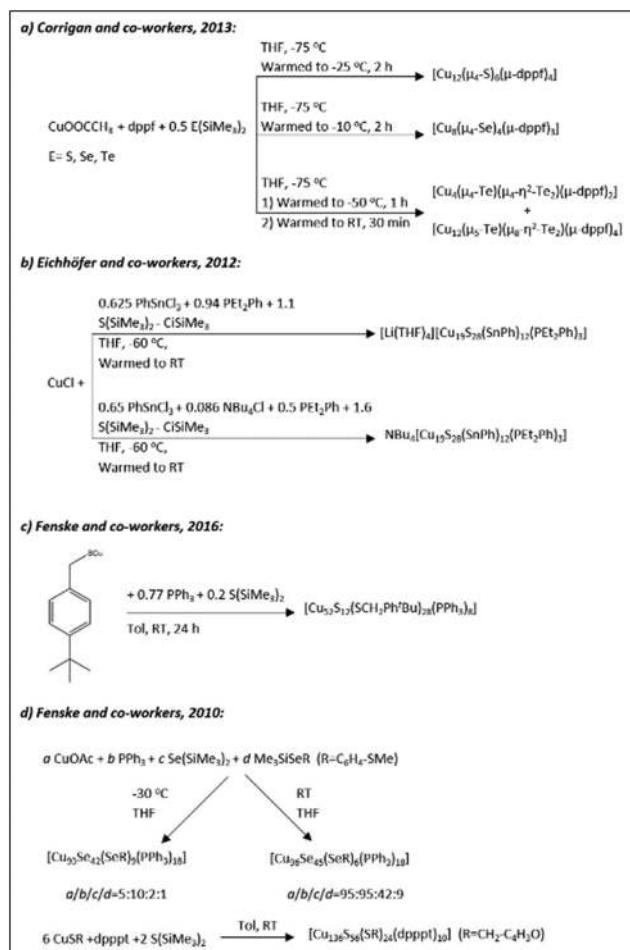 a) Corrigan and co-workers, 2013:
THF, -75 °C
Warmed to -25 °C, 2 h
[Cu₁₂(μ₄-S)₆(μ-dppf)₄]
CuOOCCH₃ + dppf + 0.5 E(SiMe₃)₂
E= S, Se, Te
THF, -75 °C
Warmed to -10 °C, 2 h
[Cu₈(μ₄-Se)₄(μ-dppf)₃]
THF, -75 °C
1) Warmed to -50 °C, 1 h
2) Warmed to RT, 30 min
[Cu₄(μ₄-Te)(μ₄-η²-Te₂)(μ-dppf)₂]
+
[Cu₁₂(μ₅-Te)(μ₈-η²-Te₂)(μ-dppf)₄]
b) Eichhöfer and co-workers, 2012:
CuCl +
0.625 PhSnCl₃ + 0.94 PEt₂Ph + 1.1
S(SiMe₃)₂ - ClSiMe₃
THF, -60 °C,
Warmed to RT
[Li(THF)₄][Cu₁₉S₂₈(SnPh)₁₂(PEt₂Ph)₃]
0.65 PhSnCl₃ + 0.086 NBu₄Cl + 0.5 PEt₂Ph + 1.6
S(SiMe₃)₂ - ClSiMe₃
THF, -60 °C,
Warmed to RT
NBu₄[Cu₁₉S₂₈(SnPh)₁₂(PEt₂Ph)₃]
c) Fenske and co-workers, 2016:
+ 0.77 PPh₃ + 0.2 S(SiMe₃)₂
Tol, RT, 24 h
[Cu₅₂S₁₂(SCH₂PhᵗBu)₂₈(PPh₃)₈]
d) Fenske and co-workers, 2010:
a CuOAc + b PPh₃ + c Se(SiMe₃)₂ + d Me₃SiSeR (R=C₆H₄-SMe)
-30 °C
THF
RT
THF
[Cu₉₃Se₄₂(SeR)₉(PPh₃)₁₈]
[Cu₉₆Se₄₅(SeR)₆(PPh₃)₁₈]
a/b/c/d=5:10:2:1
a/b/c/d=95:95:42:9
6 CuSR +dpppt +2 S(SiMe₃)₂
Tol, RT
[Cu₁₃₆S₅₆(SR)₂₄(dpppt)₁₀] (R=CH₂-C₄H₃O)